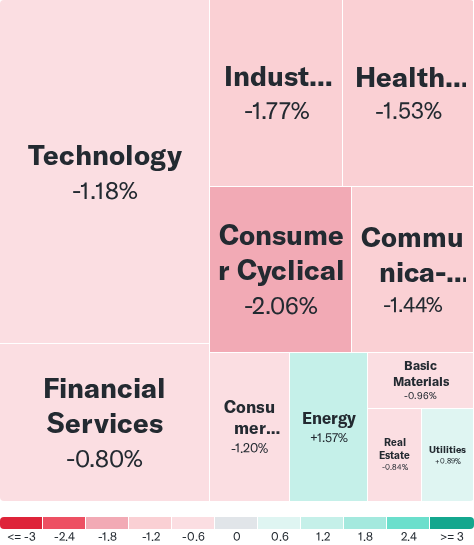 Technology
-1.18%
Indust...
-1.77%
Health...
-1.53%
Consume
r Cyclical
-2.06%
Commu
nica-...
-1.44%
Financial
Services
-0.80%
Consu
mer...
-1.20%
Energy
+1.57%
Basic
Materials
-0.96%
Real
Estate
-0.84%
Utilities
+0.89%
<= -3 -2.4 -1.8 -1.2 -0.6 0 0.6 1.2 1.8 2.4 >= 3